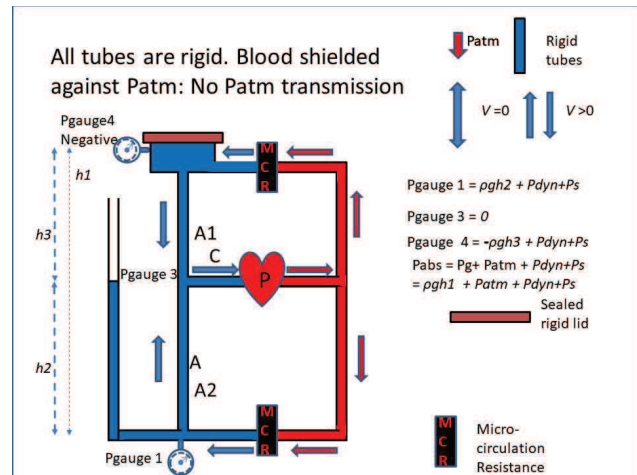 All tubes are rigid. Blood shielded
against Patm: No Patm transmission
Patm
Rigid
tubes
V =0
V >0
Pgauge4
Negative
h1
h3
h2
M
C
R
A1
C
Pgauge 3
P
A
A2
M
C
R
Pgauge 1
Pgauge 1 = ρgh2 + Pdyn+Ps
Pgauge 3 = 0
Pgauge 4 = -ρgh3 + Pdyn+Ps
Pabs = Pg+ Patm + Pdyn+Ps
= ρgh1 + Patm + Pdyn+Ps
Sealed
rigid lid
M
C
R
Micro-
circulation
Resistance